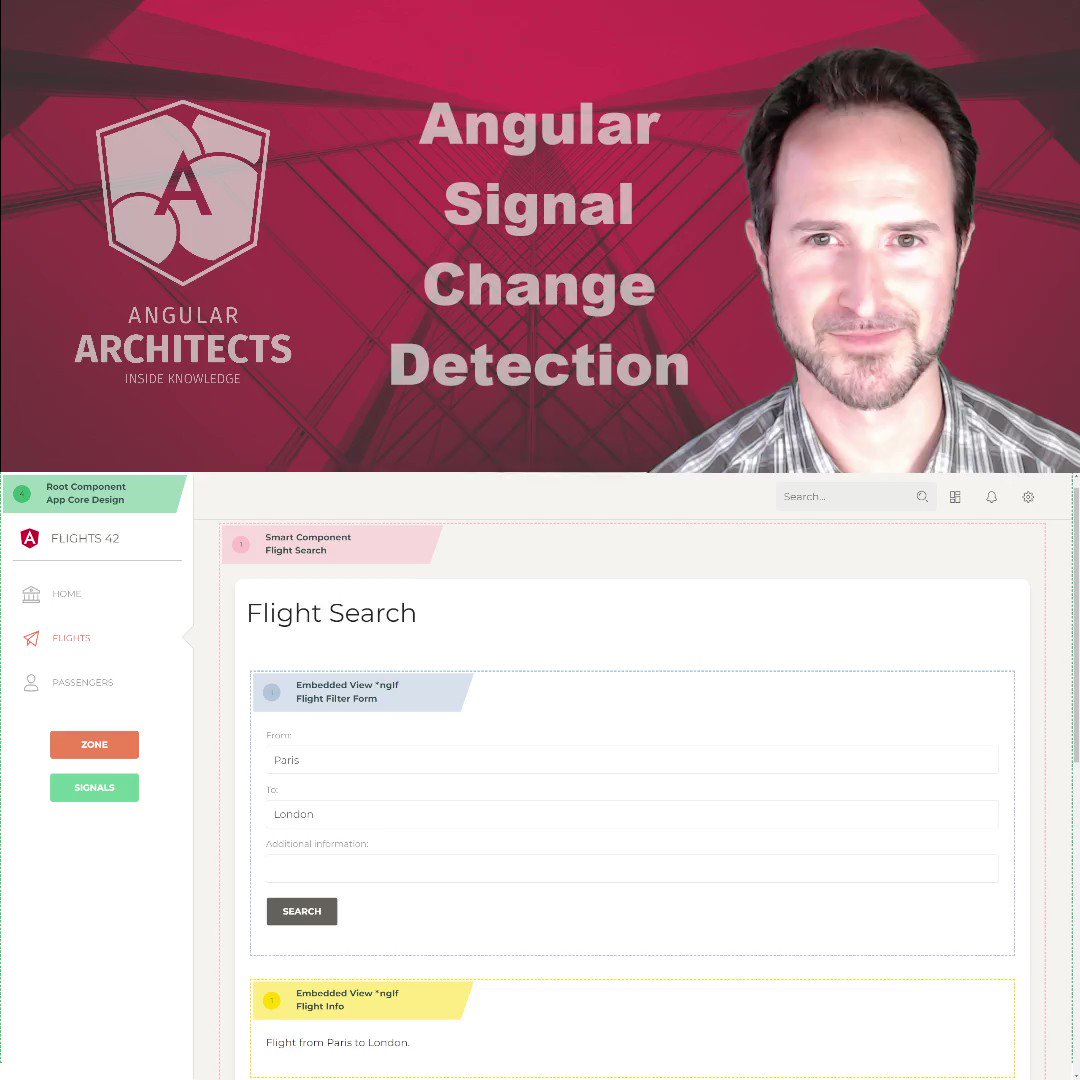 Angular
Signal
Change
Detection
A
ANGULAR
ARCHITECTS
INSIDE KNOWLEDGE
4
Root Component
App Core Design
Search...
A
FLIGHTS 42
HOME
FLIGHTS
PASSENGERS
ZONE
SIGNALS
1
Smart Component
Flight Search
Flight Search
Embedded View *ngIf
Flight Filter Form
From:
Paris
To:
London
Additional information:
SEARCH
1
Embedded View *ngIf
Flight Info
Flight from Paris to London.